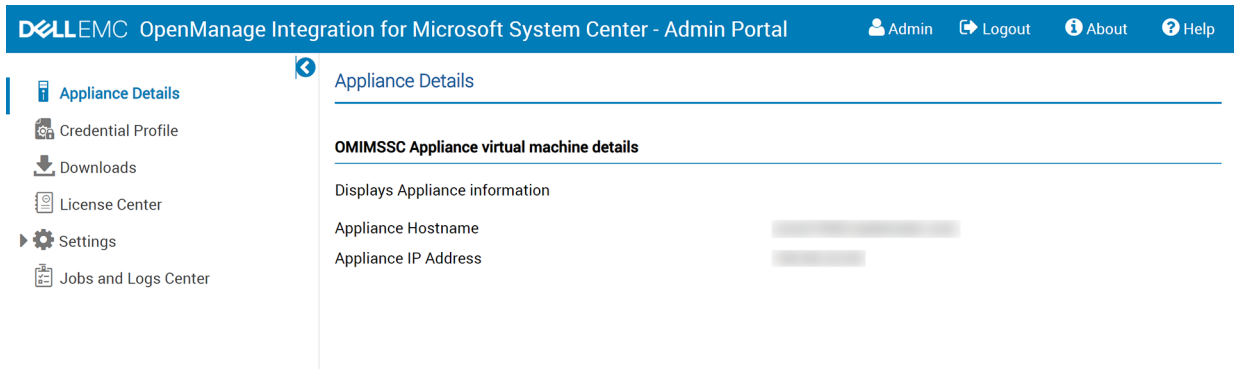 DELLEMC OpenManage Integration for Microsoft System Center - Admin Portal Admin Logout About Help
Appliance Details
Credential Profile
Downloads
License Center
Settings
Jobs and Logs Center
Appliance Details
OMIMSSC Appliance virtual machine details
Displays Appliance information
Appliance Hostname
Appliance IP Address